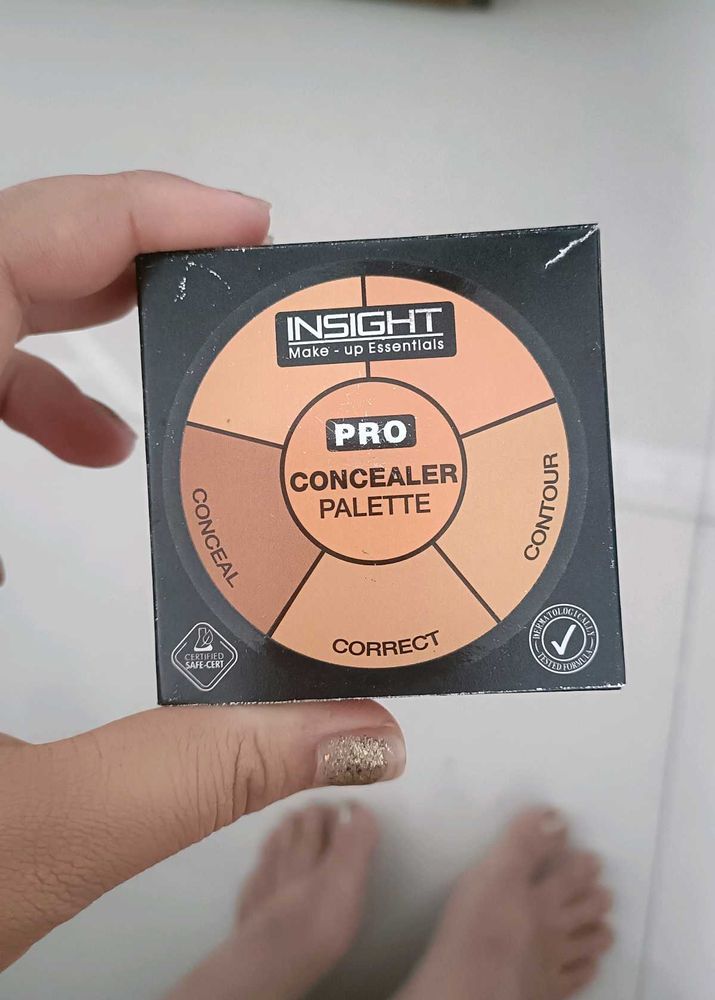 INSIGHT
Make - up Essentials
PRO
CONCEALER
PALETTE
CONCEAL
CORRECT
CONTOUR
CERTIFIED
SAFE-CERT
DERMATOLOGICALLY
TESTED FORMULA